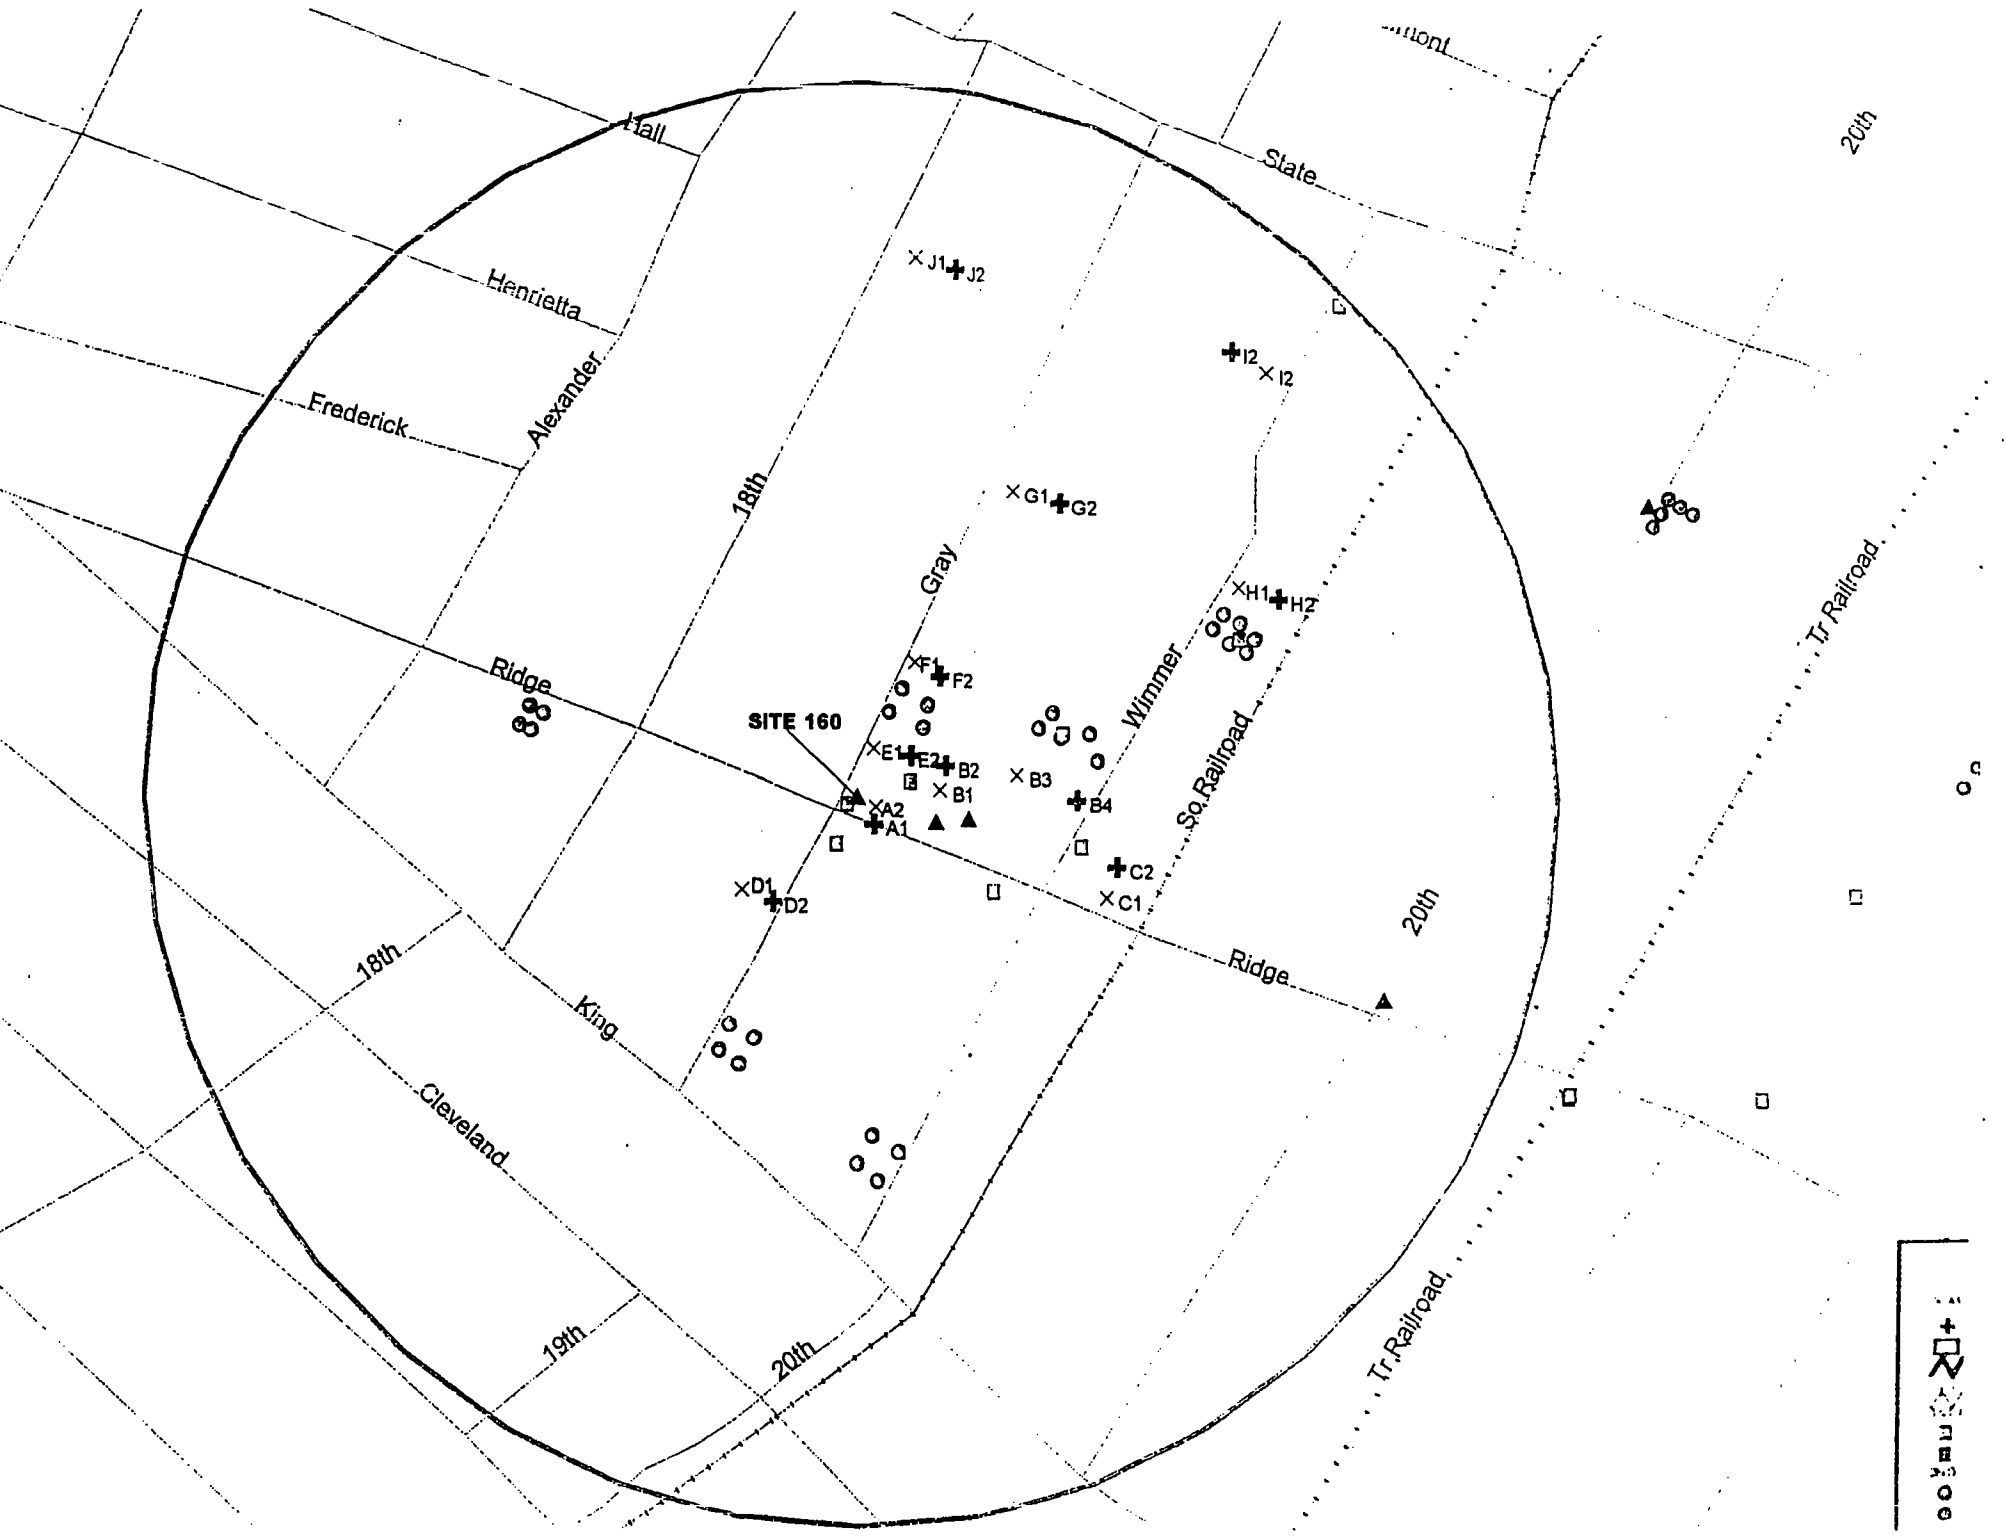 20th
Hall
State
J1
J2
Henrietta
I2
I2
Alexander
Frederick
18th
G1
G2
Gray
Tr Railroad
H1
H2
F1
F2
Ridge
Wimmer
SITE 160
So Railroad
E1
E2
B2
B3
B1
A2
B4
A1
C2
D1
D2
C1
20th
18th
Ridge
King
Cleveland
19th
20th
Tr Railroad